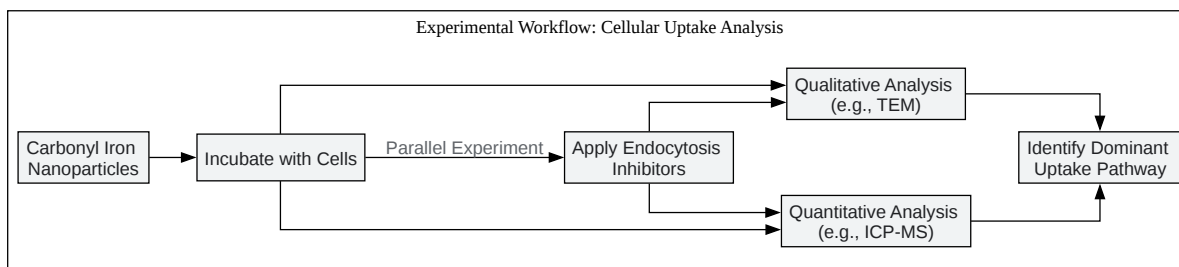 Experimental Workflow: Cellular Uptake Analysis
Carbonyl Iron
Nanoparticles
Incubate with Cells
Parallel Experiment
Apply Endocytosis
Inhibitors
Qualitative Analysis
(e.g., TEM)
Quantitative Analysis
(e.g., ICP-MS)
Identify Dominant
Uptake Pathway